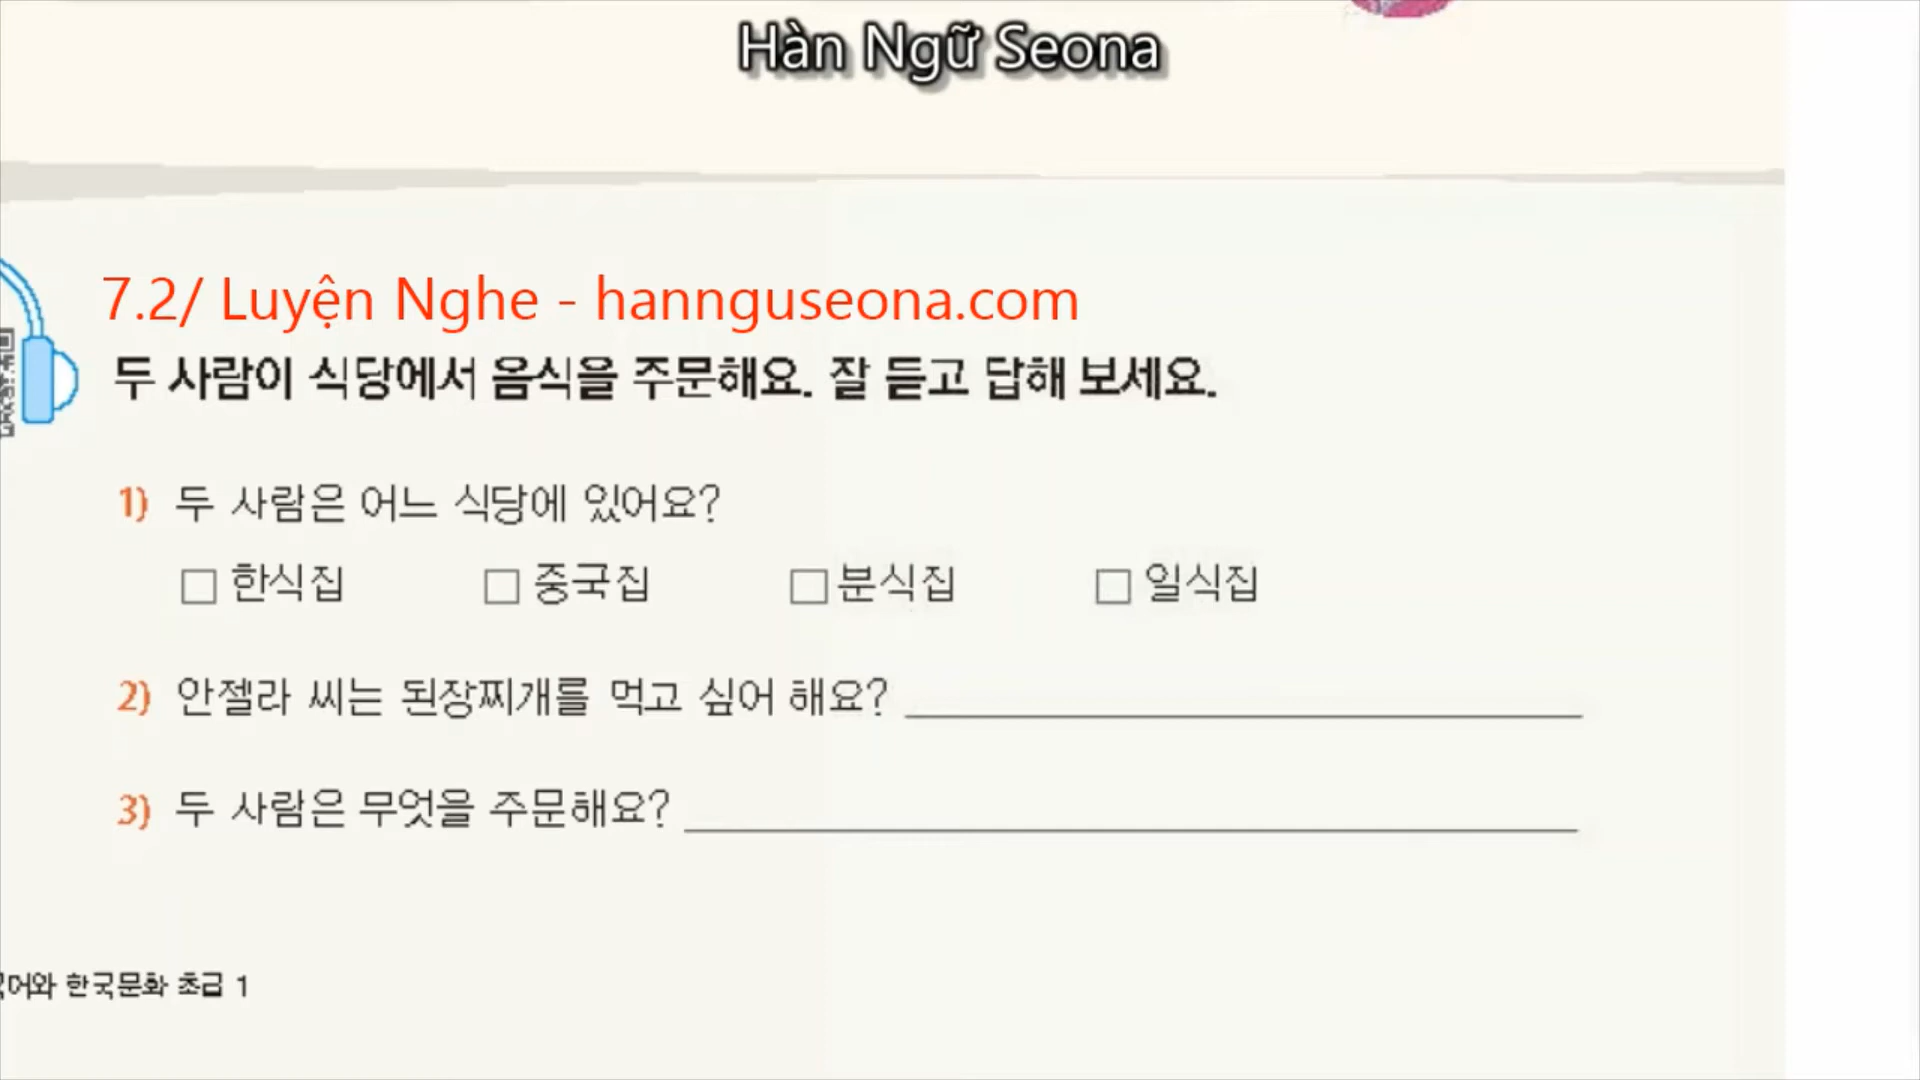 Hàn Ngữ Seona
7.2/ Luyện Nghe - hannguseona.com
두 사람이 식당에서 음식을 주문해요. 잘 듣고 답해 보세요.
1) 두 사람은 어느 식당에 있어요?
□ 한식집 □ 중국집 □ 분식집 □ 일식집
2) 안젤라 씨는 된장찌개를 먹고 싶어 해요?
3) 두 사람은 무엇을 주문해요?
한국문화 초급 1